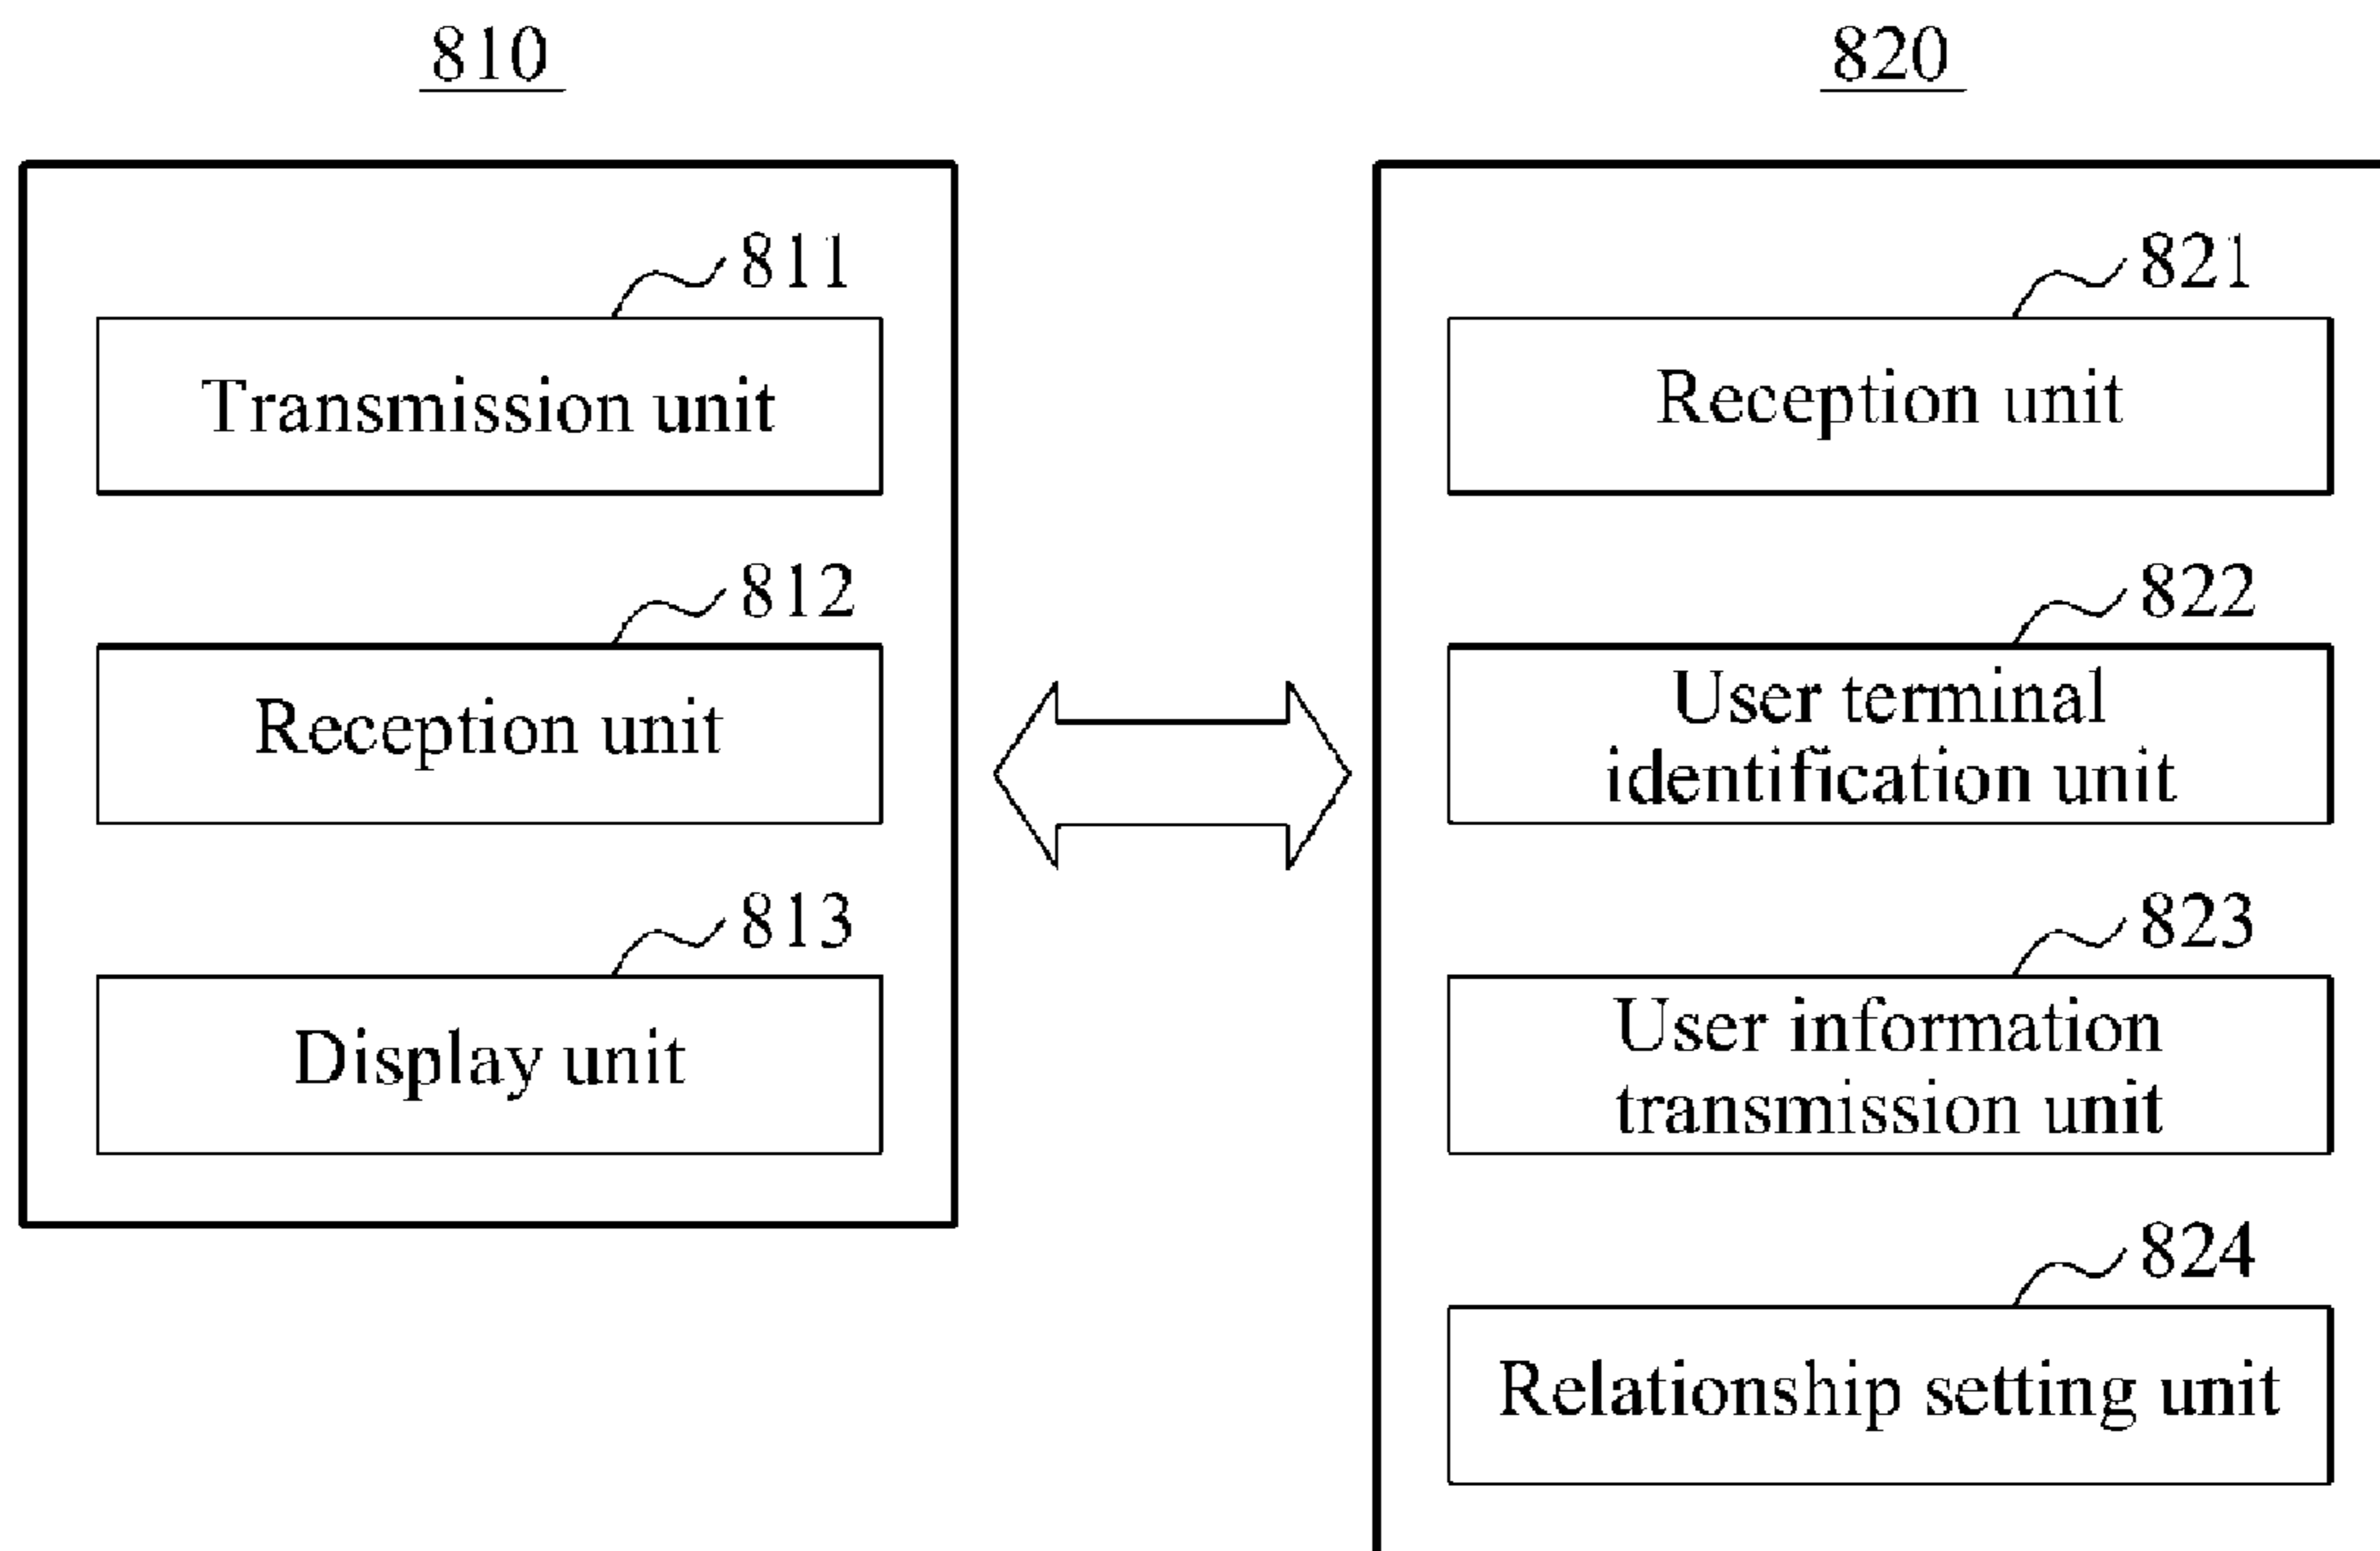 810
811
Transmission unit
812
Reception unit
813
Display unit
820
821
Reception unit
822
User terminal
identification unit
823
User information
transmission unit
824
Relationship setting unit